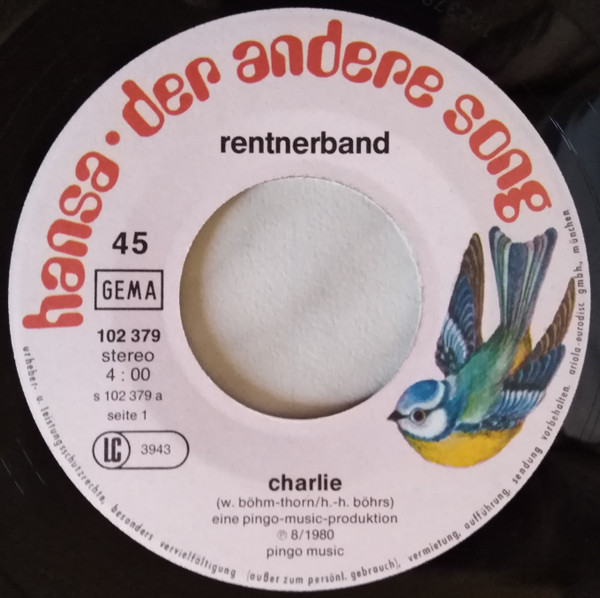 hansa · der andere song
rentnerband
45
GEMA
102 379
stereo
4 : 00
s 102 379 a
seite 1
LC 3943
charlie
(w. böhm-thorn/h.-h. böhrs)
eine pingo-music-produktion
℗ 8/1980
pingo music
urheber- u. leistungsschutzrechte, besonders vervielfältigung (außer zum persönl. gebrauch), vermietung, aufführung, sendung vorbehalten. ariola-eurodisc gmbh., münchen